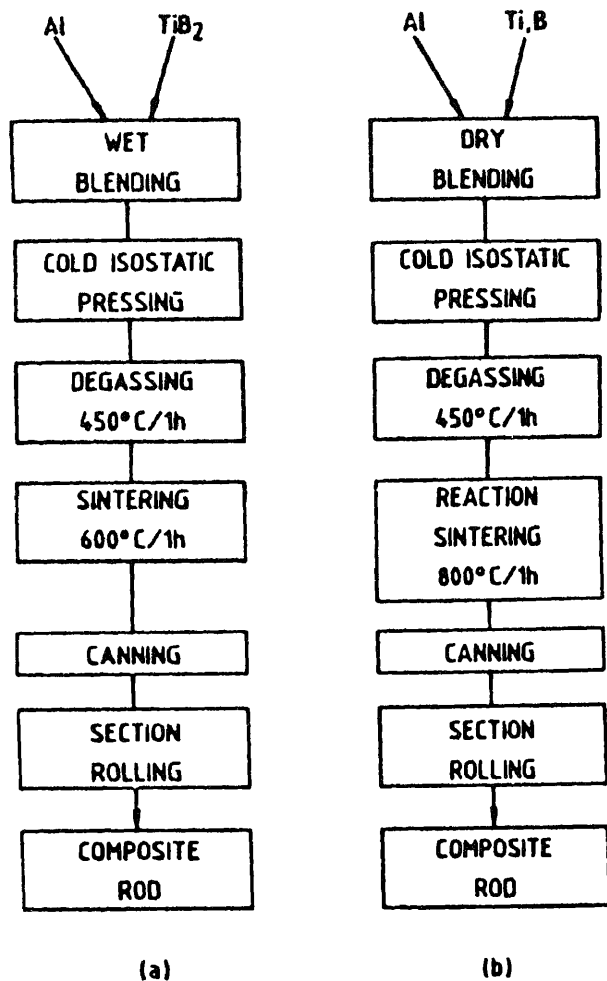 Al TiB₂
WET
BLENDING
COLD ISOSTATIC
PRESSING
DEGASSING
450°C/1h
SINTERING
600°C/1h
CANNING
SECTION
ROLLING
COMPOSITE
ROD
(a)
Al Ti,B
DRY
BLENDING
COLD ISOSTATIC
PRESSING
DEGASSING
450°C/1h
REACTION
SINTERING
800°C/1h
CANNING
SECTION
ROLLING
COMPOSITE
ROD
(b)